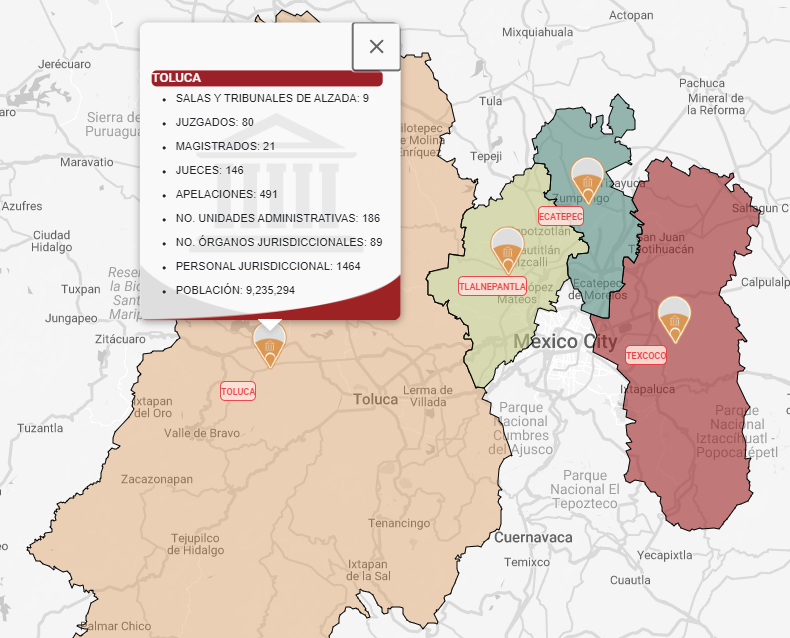 Actopan
Mixquiahuala
Jerécuaro
Pachuca
Mineral de
la Reforma
Tula
Sierra de
Maravatio
Tepeji
Azufres
Ciudad
Hidalgo
Tuxpan
Jungapeo
Zitácuaro
Tuzantla
TOLUCA
SALAS Y TRIBUNALES DE ALZADA: 9
JUZGADOS: 80
MAGISTRADOS: 21
JUECES: 146
APELACIONES: 491
NO. UNIDADES ADMINISTRATIVAS: 186
NO. ÓRGANOS JURISDICCIONALES: 89
PERSONAL JURISDICCIONAL: 1464
POBLACIÓN: 9,235,294
ECATEPEC
Sahagun C
San Juan
Teotihuacán
TLALNEPANTLA
Ecatepec
de Morelos
Calpulalp
Mexico City
TEXCOCO
Ixtapaluca
TOLUCA
Toluca
Lerma de
Villada
Ixtapan
del Oro
Valle de Bravo
Parque
Nacional
Cumbres
del Ajusco
Parque
Nacional
Iztaccíhuatl -
Popocatépetl
Zacazonapan
Parque
Nacional El
Tepozteco
Tenancingo
Tejupilco
de Hidalgo
Cuernavaca
Yecapixtla
Temixco
Ixtapan
de la Sal
Cuautla
Palmar Chico